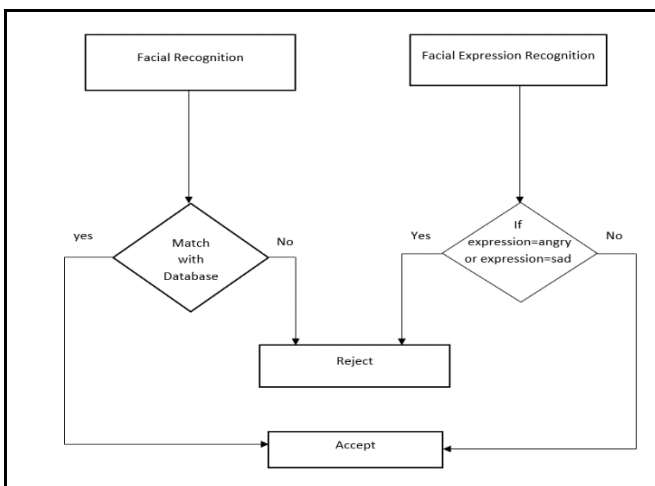 Facial Recognition
Facial Expression Recognition
yes
Match
with
Database
No
Yes
If
expression=angry
or expression=sad
No
Reject
Accept